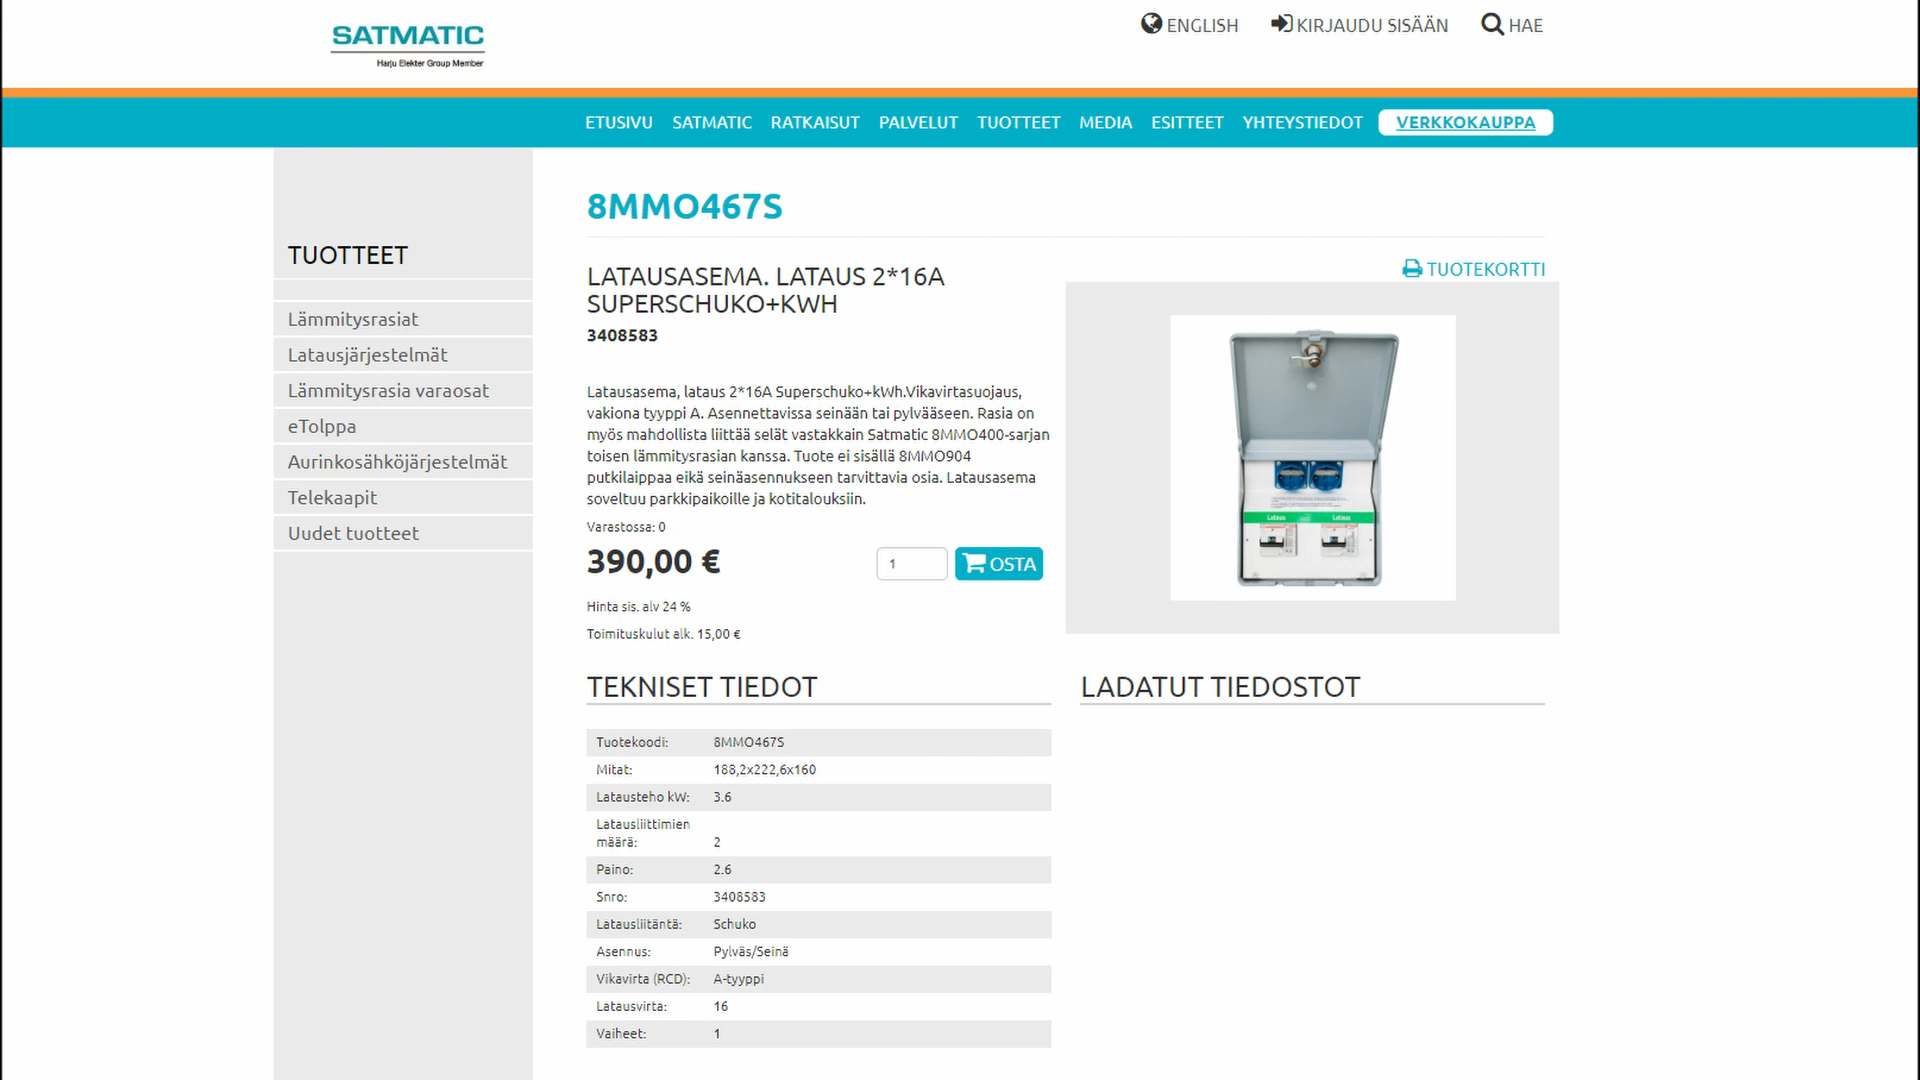 SATMATIC
Harju Elekter Group Member
ENGLISH
KIRJAUDU SISÄÄN
HAE
ETUSIVU SATMATIC RATKAISUT PALVELUT TUOTTEET MEDIA ESITTEET YHTEYSTIEDOT VERKKOKAUPPA
TUOTTEET
Lämmitysrasiat
Latausjärjestelmät
Lämmitysrasia varaosat
eTolppa
Aurinkosähköjärjestelmät
Telekaapit
Uudet tuotteet
8MMO467S
LATAUSASEMA. LATAUS 2*16A
SUPERSCHUKO+KWH
3408583
Latausasema, lataus 2*16A Superschuko+kWh.Vikavirtasuojaus,
vakiona tyyppi A. Asennettavissa seinään tai pylvääseen. Rasia on
myös mahdollista liittää selät vastakkain Satmatic 8MMO400-sarjan
toisen lämmitysrasian kanssa. Tuote ei sisällä 8MMO904
putkilaippaa eikä seinäasennukseen tarvittavia osia. Latausasema
soveltuu parkkipaikoille ja kotitalouksiin.
Varastossa: 0
390,00 €
1
OSTA
Hinta sis. alv 24 %
Toimituskulut alk. 15,00 €
TUOTEKORTTI
Lataus Lataus
TEKNISET TIEDOT
Tuotekoodi: 8MMO467S
Mitat: 188,2x222,6x160
Latausteho kW: 3.6
Latausliittimien
määrä: 2
Paino: 2.6
Snro: 3408583
Latausliitäntä: Schuko
Asennus: Pylväs/Seinä
Vikavirta (RCD): A-tyyppi
Latausvirta: 16
Vaiheet: 1
LADATUT TIEDOSTOT